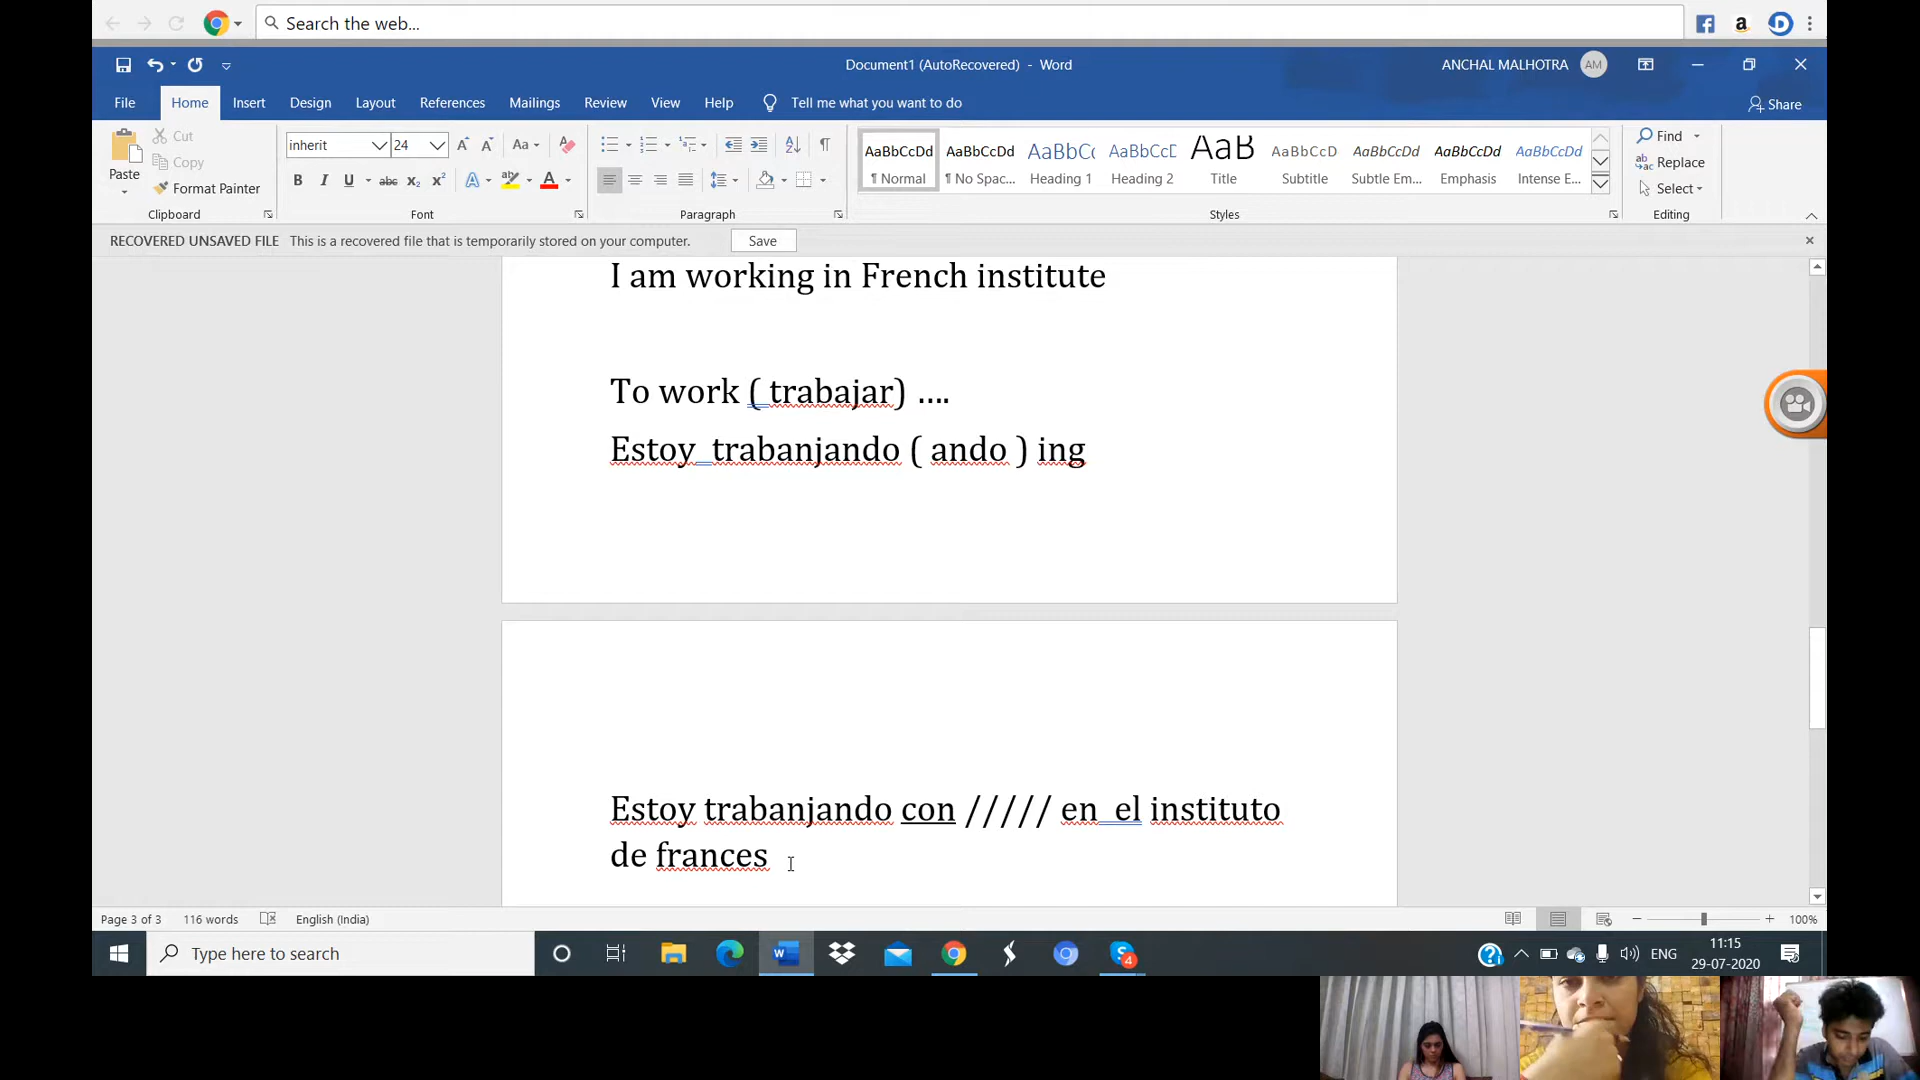 Search the web...
Document1 (AutoRecovered) - Word
ANCHAL MALHOTRA AM
File Home Insert Design Layout References Mailings Review View Help Tell me what you want to do Share
Paste Cut Copy Format Painter
inherit 24
AaBbCcDd AaBbCcDd AaBbCc AaBbCcD AaB AaBbCcD AaBbCcDd AaBbCcDd AaBbCcDd
¶ Normal ¶ No Spac... Heading 1 Heading 2 Title Subtitle Subtle Em... Emphasis Intense E...
Find Replace Select
Clipboard Font Paragraph Styles Editing
RECOVERED UNSAVED FILE This is a recovered file that is temporarily stored on your computer. Save
I am working in French institute
To work ( trabajar) ....
Estoy trabanjando ( ando ) ing
Estoy trabanjando con ///// en el instituto
de frances
Page 3 of 3 116 words English (India) 100%
Type here to search
4
ENG
11:15
29-07-2020